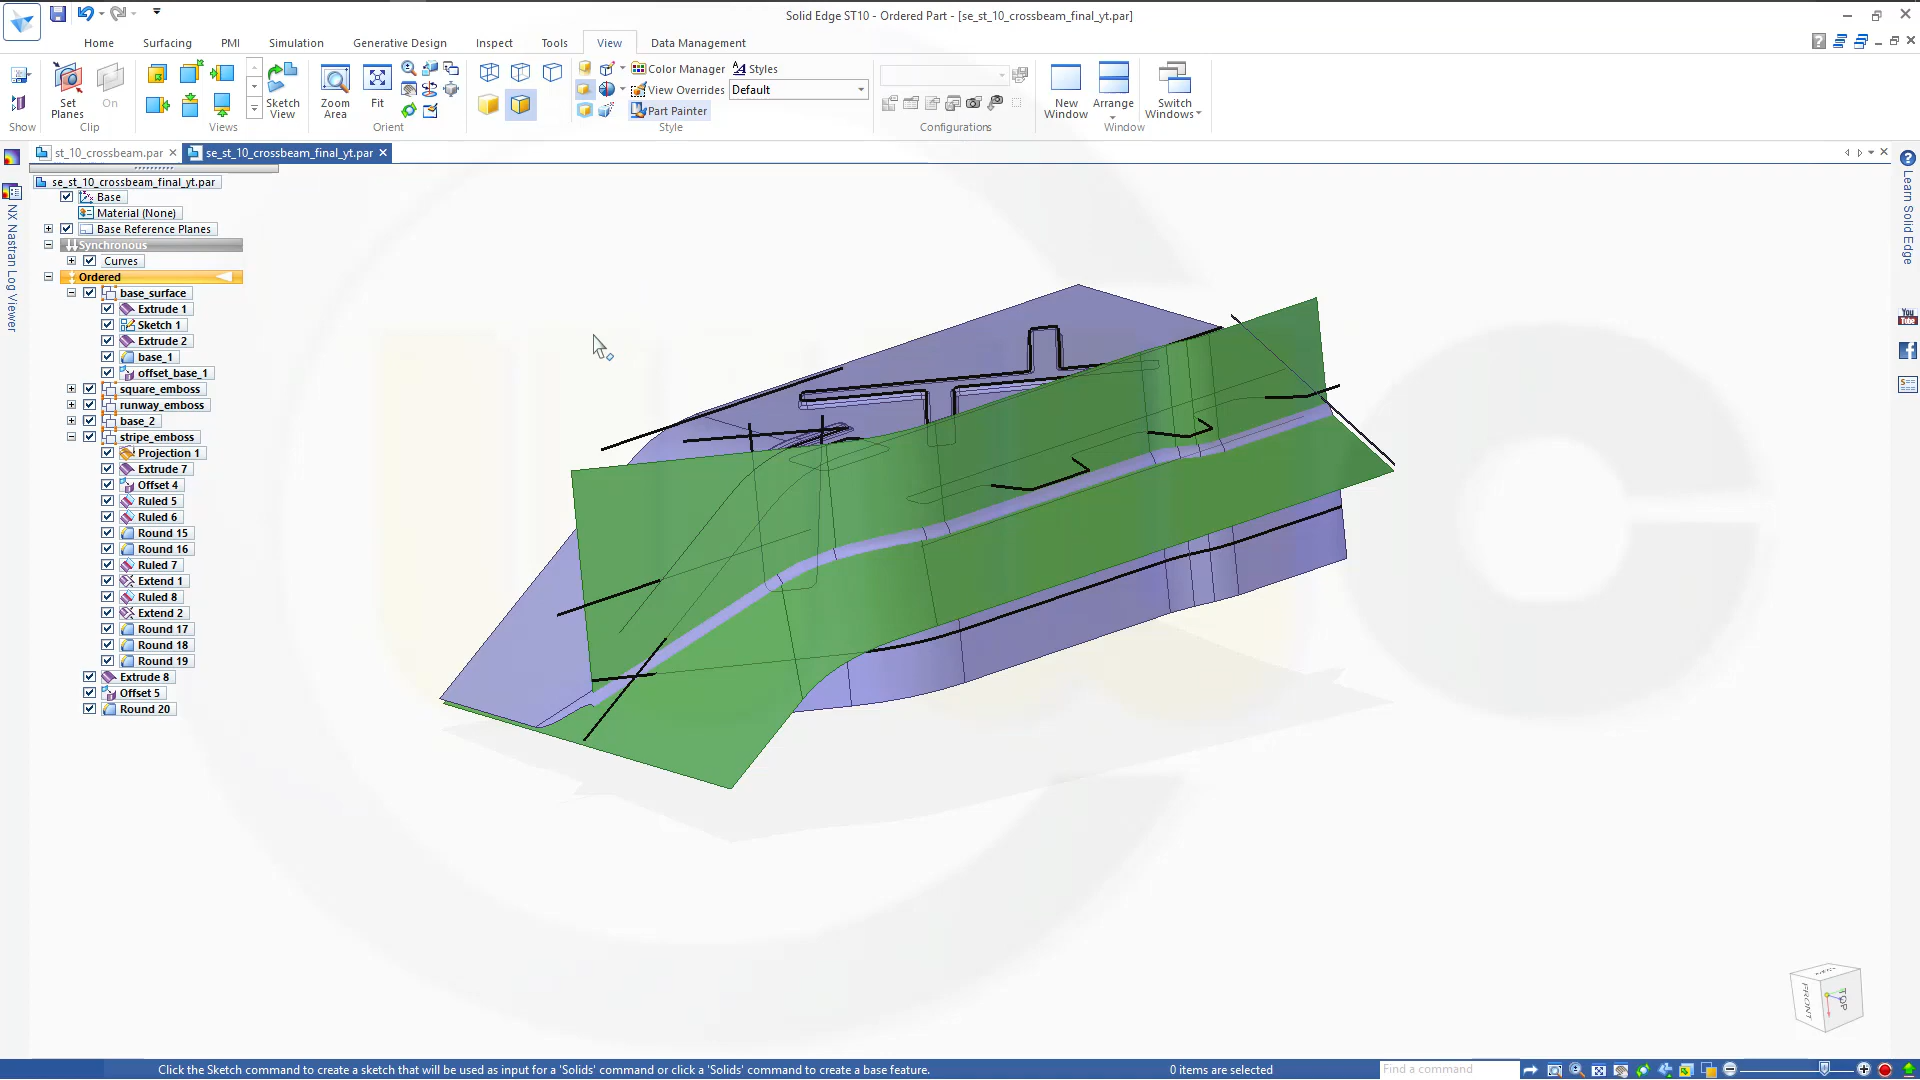 Solid Edge ST10 - Ordered Part - [se_st_10_crossbeam_final_yt.par]
Home Surfacing PMI Simulation Generative Design Inspect Tools View Data Management
Set Planes
On
Sketch View
Zoom Area
Fit
Color Manager
Styles
View Overrides
Default
Part Painter
New Window
Arrange
Switch Windows
Show Clip Views Orient Style Configurations Window
st_10_crossbeam.par
se_st_10_crossbeam_final_yt.par
se_st_10_crossbeam_final_yt.par
Base
Material (None)
Base Reference Planes
Synchronous
Curves
Ordered
base_surface
Extrude 1
Sketch 1
Extrude 2
base_1
offset_base_1
square_emboss
runway_emboss
base_2
stripe_emboss
Projection 1
Extrude 7
Offset 4
Ruled 5
Ruled 6
Round 15
Round 16
Ruled 7
Extend 1
Ruled 8
Extend 2
Round 17
Round 18
Round 19
Extrude 8
Offset 5
Round 20
NX Nastran Log Viewer
Learn Solid Edge
You
Tube
FRONT
TOP
Click the Sketch command to create a sketch that will be used as input for a 'Solids' command or click a 'Solids' command to create a base feature.
0 items are selected
Find a command